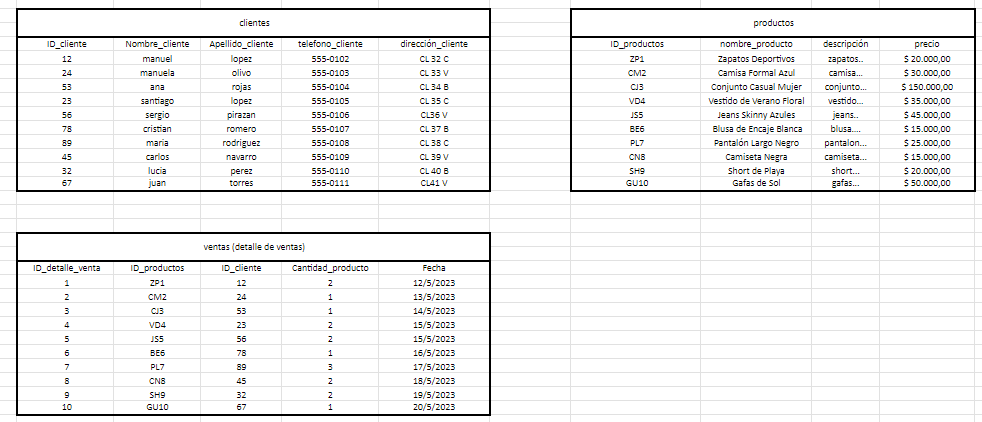 clientes
ID_cliente Nombre_cliente Apellido_cliente telefono_cliente dirección_cliente
12 manuel lopez 555-0102 CL 32 C
24 manuela olivo 555-0103 CL 33 V
53 ana rojas 555-0104 CL 34 B
23 santiago lopez 555-0105 CL 35 C
56 sergio pirazan 555-0106 CL36 V
78 cristian romero 555-0107 CL 37 B
89 maria rodriguez 555-0108 CL 38 C
45 carlos navarro 555-0109 CL 39 V
32 lucia perez 555-0110 CL 40 B
67 juan torres 555-0111 CL41 V
productos
ID_productos nombre_producto descripción precio
ZP1 Zapatos Deportivos zapatos.. $ 20.000,00
CM2 Camisa Formal Azul camisa... $ 30.000,00
CJ3 Conjunto Casual Mujer conjunto... $ 150.000,00
VD4 Vestido de Verano Floral vestido... $ 35.000,00
JS5 Jeans Skinny Azules jeans.. $ 45.000,00
BE6 Blusa de Encaje Blanca blusa.... $ 15.000,00
PL7 Pantalón Largo Negro pantalon... $ 25.000,00
CN8 Camiseta Negra camiseta... $ 15.000,00
SH9 Short de Playa short... $ 20.000,00
GU10 Gafas de Sol gafas... $ 50.000,00
ventas (detalle de ventas)
ID_detalle_venta ID_productos ID_cliente Cantidad_producto Fecha
1 ZP1 12 2 12/5/2023
2 CM2 24 1 13/5/2023
3 CJ3 53 1 14/5/2023
4 VD4 23 2 15/5/2023
5 JS5 56 2 15/5/2023
6 BE6 78 1 16/5/2023
7 PL7 89 3 17/5/2023
8 CN8 45 2 18/5/2023
9 SH9 32 2 19/5/2023
10 GU10 67 1 20/5/2023